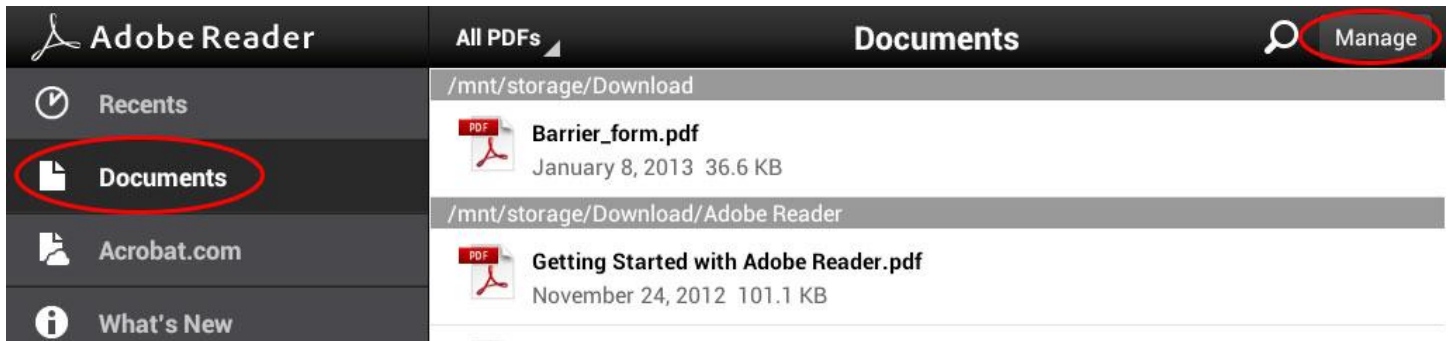 Adobe Reader
Recents
Documents
Acrobat.com
What's New
All PDFs
Documents
Manage
/mnt/storage/Download
PDF
Barrier_form.pdf
January 8, 2013 36.6 KB
/mnt/storage/Download/Adobe Reader
PDF
Getting Started with Adobe Reader.pdf
November 24, 2012 101.1 KB